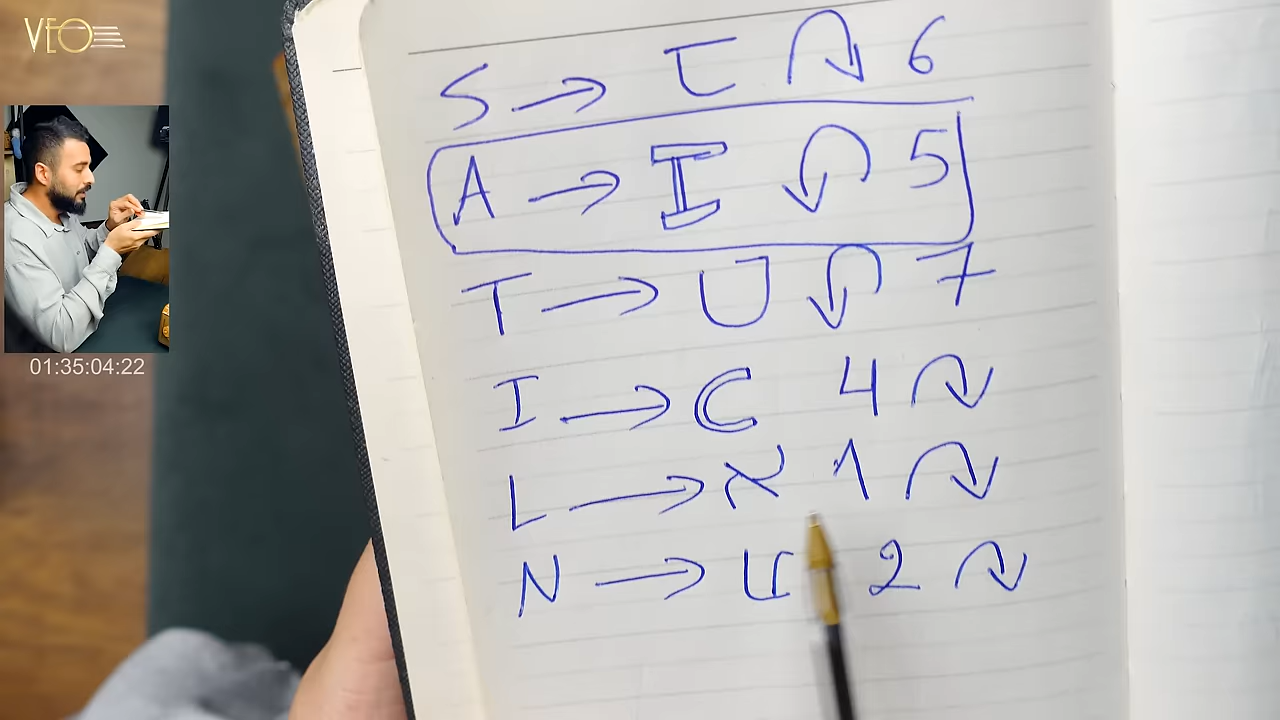 VEO
01:35:04:22
S → 𐌉 6
A → I 5
T → U 7
I → C 4
L → א 1
N → 2